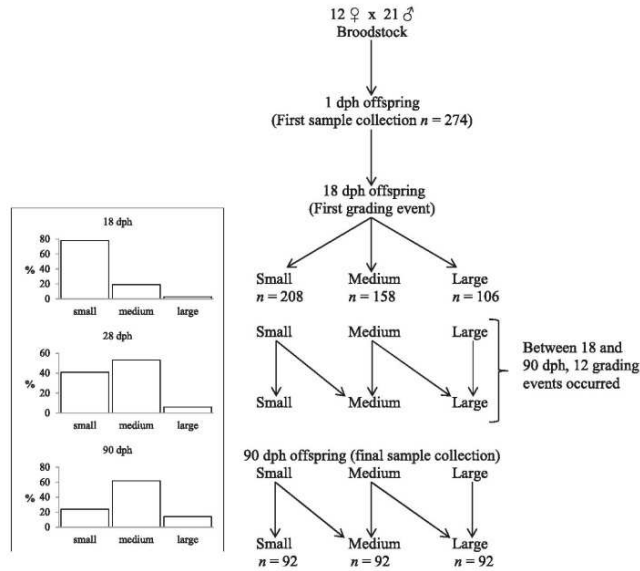 12 ♀ x 21 ♂
Broodstock
1 dph offspring
(First sample collection n = 274)
18 dph offspring
(First grading event)
Small Medium Large
n = 208 n = 158 n = 106
Small Medium Large
Small Medium Large
Between 18 and
90 dph, 12 grading
events occurred
90 dph offspring (final sample collection)
Small Medium Large
Small Medium Large
n = 92 n = 92 n = 92
18 dph
80
60
%
40
20
0
small medium large
28 dph
60
40
%
20
0
small medium large
90 dph
80
60
%
40
20
0
small medium large